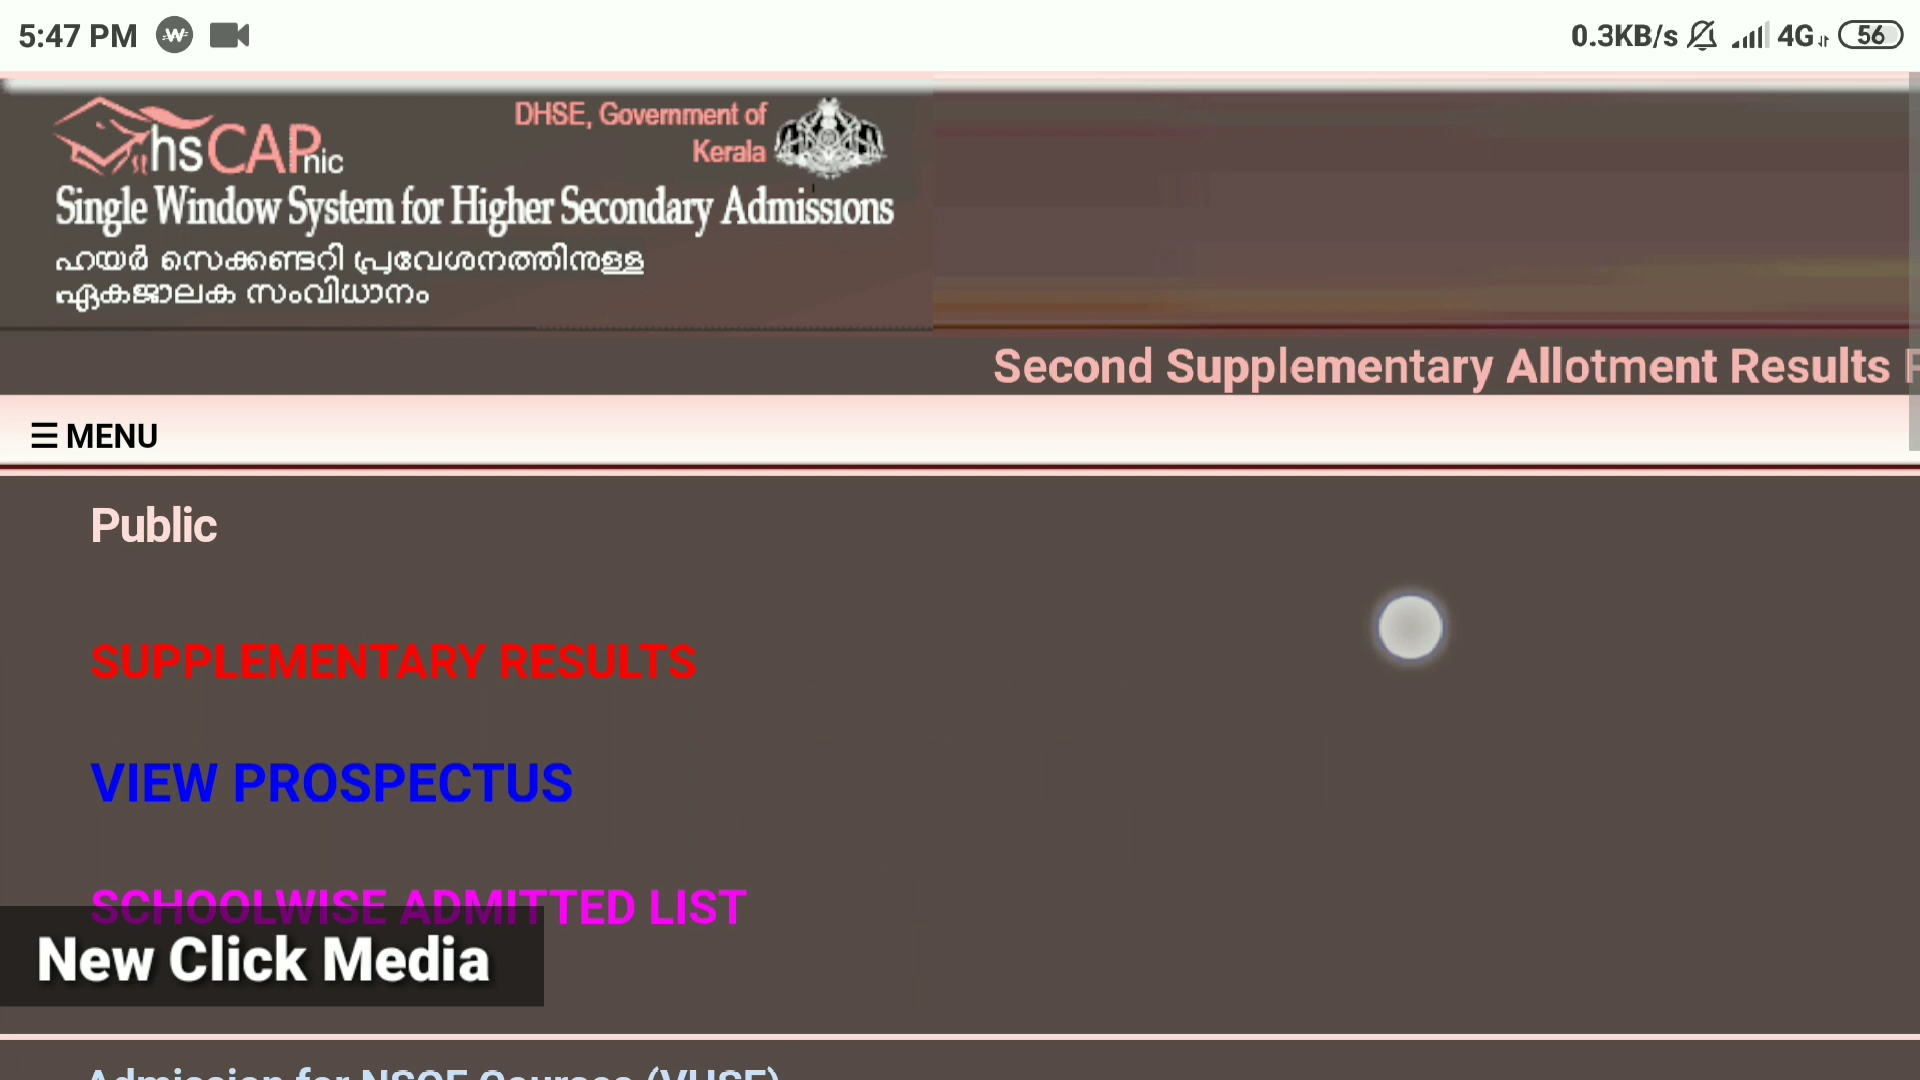 5:47 PM
0.3KB/s 4G 56
hsCAPnic
DHSE, Government of
Kerala
Single Window System for Higher Secondary Admissions
ഹയർ സെക്കണ്ടറി പ്രവേശനത്തിനുള്ള
ഏകജാലക സംവിധാനം
Second Supplementary Allotment Results
☰ MENU
Public
SUPPLEMENTARY RESULTS
VIEW PROSPECTUS
SCHOOLWISE ADMITTED LIST
New Click Media
Admission for NSQF Courses (VHSE)